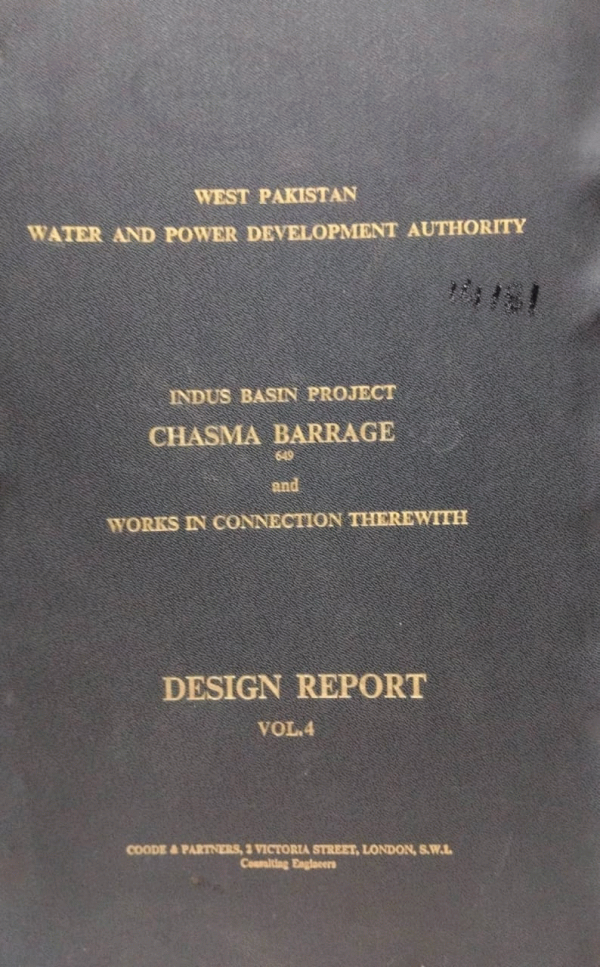 WEST PAKISTAN
WATER AND POWER DEVELOPMENT AUTHORITY
INDUS BASIN PROJECT
CHASMA BARRAGE
649
and
WORKS IN CONNECTION THEREWITH
DESIGN REPORT
VOL.4
COODE & PARTNERS, 2 VICTORIA STREET, LONDON, S.W.1.
Consulting Engineers